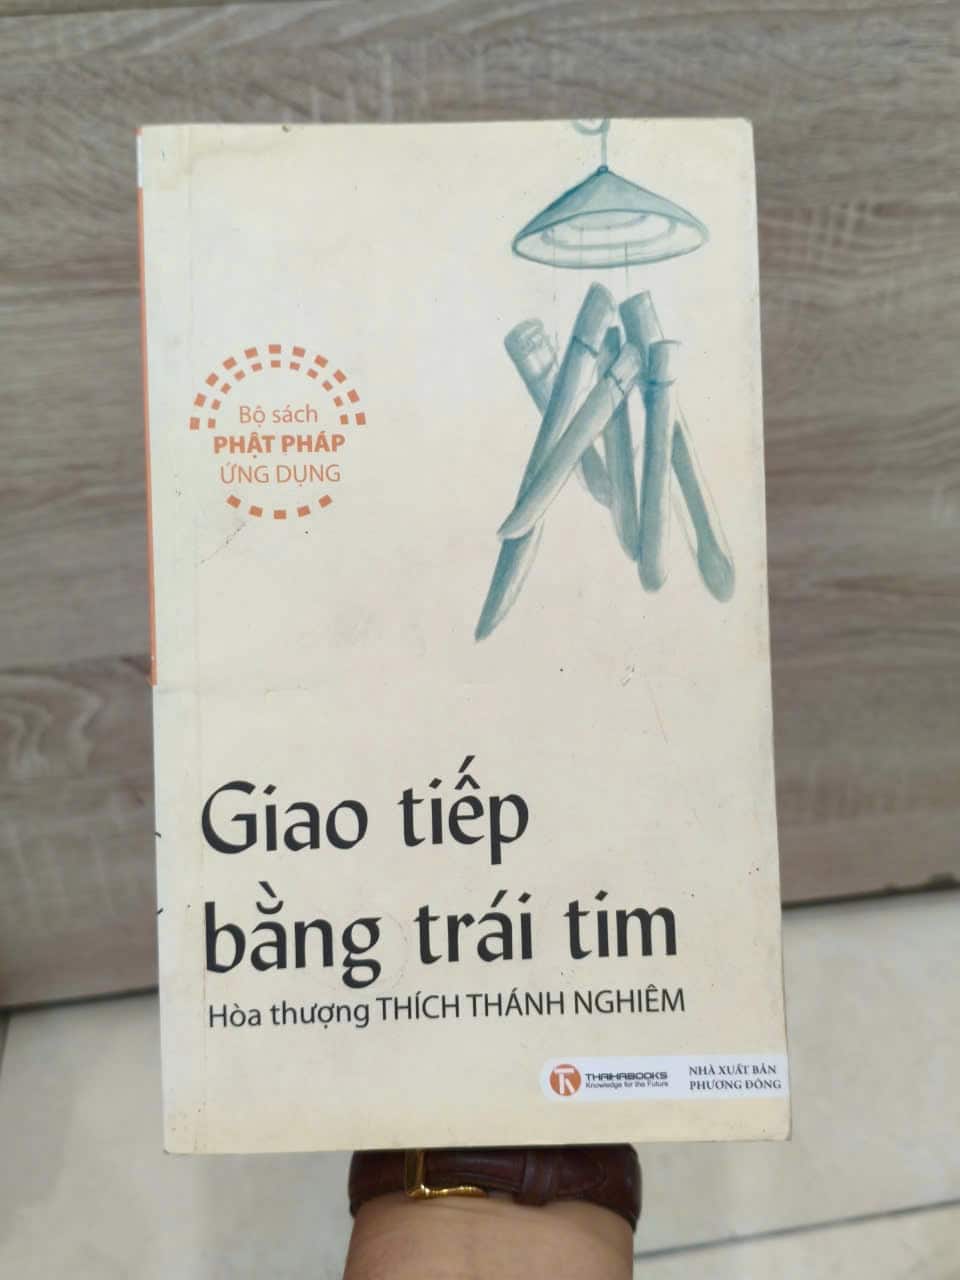 Bộ sách
PHẬT PHÁP
ỨNG DỤNG
Giao tiếp
bằng trái tim
Hòa thượng THÍCH THÁNH NGHIÊM
THAIHABOOKS
Knowledge for the Future
NHÀ XUẤT BẢN
PHƯƠNG ĐÔNG